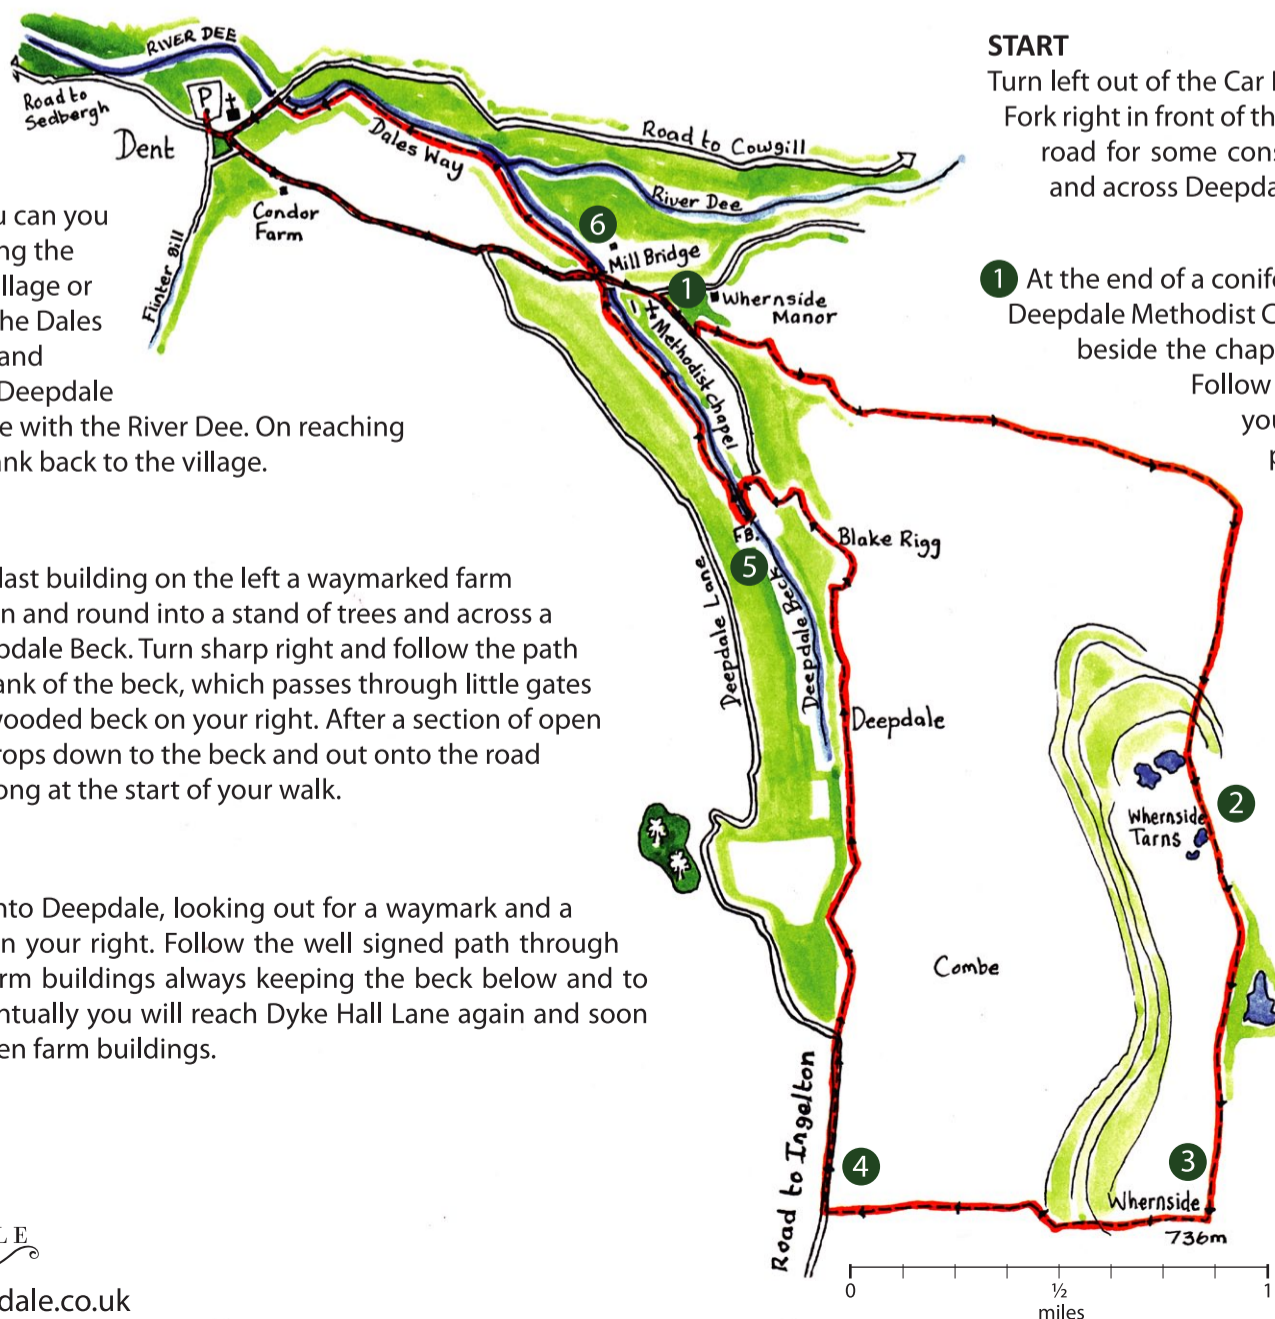 START
Turn left out of the Car
Fork right in front of
road for some
and across
1 At the end of a
Deepdale Methodist
beside the
Follow
RIVER DEE
Road to
Sedbergh
P
Dent
Dales Way
Road to Cowgill
River Dee
Condor
Farm
Flinter Gill
6
Mill Bridge
1
Whernside
Manor
Methodist chapel
FB.
5
Blake Rigg
Deepdale Lane
Deepdale Beck
Deepdale
Whernside
Tarns
2
Combe
Road to Ingelton
4
3
Whernside
736m
0 ½ 1
miles
u can you
ng the
illage or
he Dales
and
Deepdale
e with the River Dee. On reaching
ank back to the village.
last building on the left a waymarked farm
n and round into a stand of trees and across a
pdale Beck. Turn sharp right and follow the path
ank of the beck, which passes through little gates
wooded beck on your right. After a section of open
rops down to the beck and out onto the road
ong at the start of your walk.
nto Deepdale, looking out for a waymark and a
n your right. Follow the well signed path through
rm buildings always keeping the beck below and to
ntually you will reach Dyke Hall Lane again and soon
en farm buildings.
LE
dale.co.uk